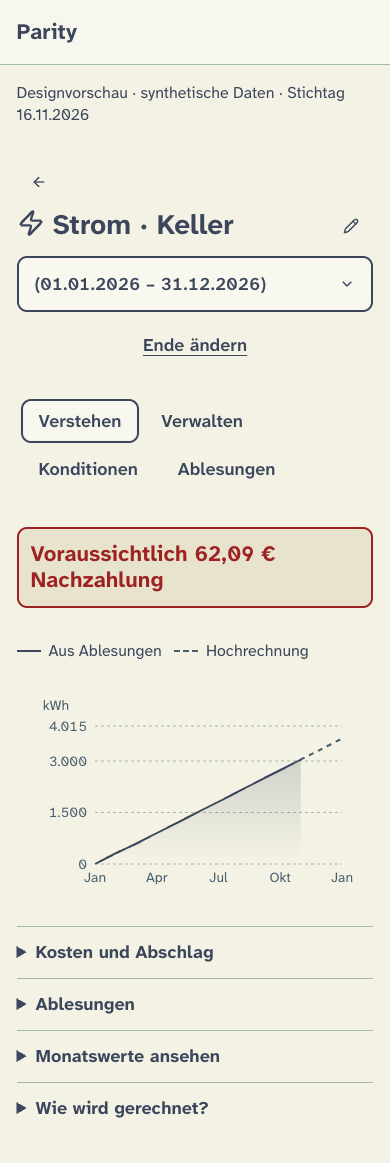 Parity
Designvorschau · synthetische Daten · Stichtag
16.11.2026
←
Strom · Keller
(01.01.2026 – 31.12.2026)
Ende ändern
Verstehen Verwalten
Konditionen Ablesungen
Voraussichtlich 62,09 €
Nachzahlung
Aus Ablesungen Hochrechnung
kWh
4.015
3.000
1.500
0
Jan Apr Jul Okt Jan
Kosten und Abschlag
Ablesungen
Monatswerte ansehen
Wie wird gerechnet?